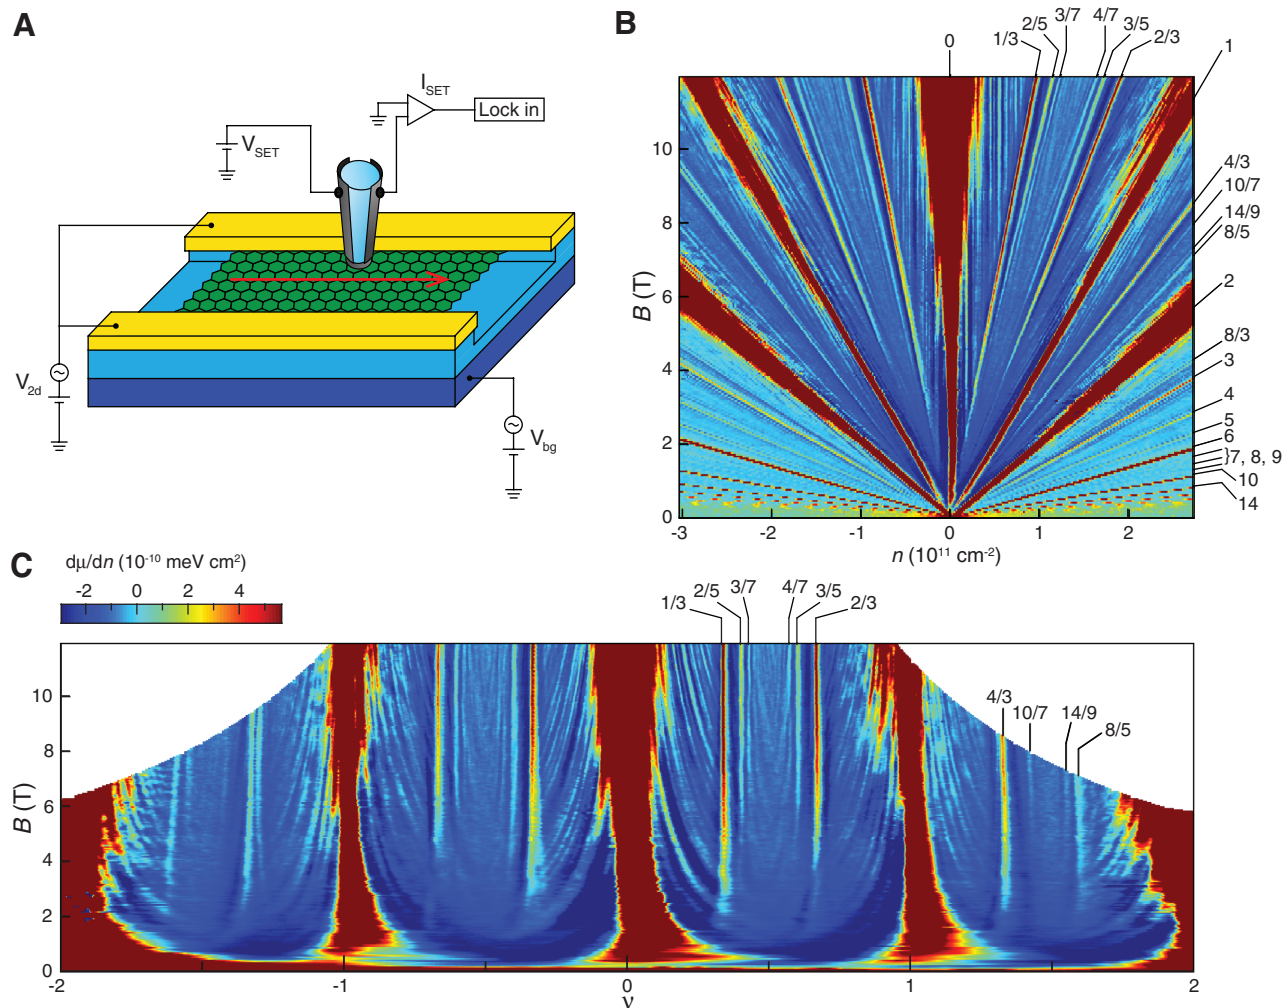 A
I_SET
Lock in
V_SET
V_2d
V_bg
B
0
1/3
2/5
3/7
4/7
3/5
2/3
1
4/3
10/7
14/9
8/5
2
8/3
3
4
5
6
}7, 8, 9
10
14
10
8
6
4
2
0
B (T)
-3 -2 -1 0 1 2
n (10^11 cm^-2)
C
dμ/dn (10^-10 meV cm^2)
-2 0 2 4
1/3
2/5
3/7
4/7
3/5
2/3
4/3
10/7
14/9
8/5
10
8
6
4
2
0
B (T)
-1 0 1 2
ν